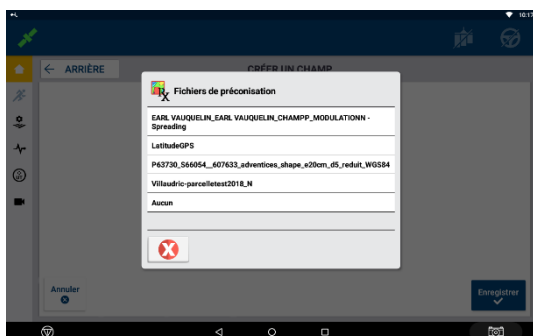 10:17
ARRIÈRE
CRÉER UN CHAMP
Fichiers de préconisation
EARL VAUQUELIN_EARL VAUQUELIN_CHAMPP_MODULATIONN -
Spreading
LatitudeGPS
P63730_S66054__607633_adventices_shape_e20cm_d5_reduit_WGS84
Villaudric-parcelletest2018_N
Aucun
Annuler
Enregistrer